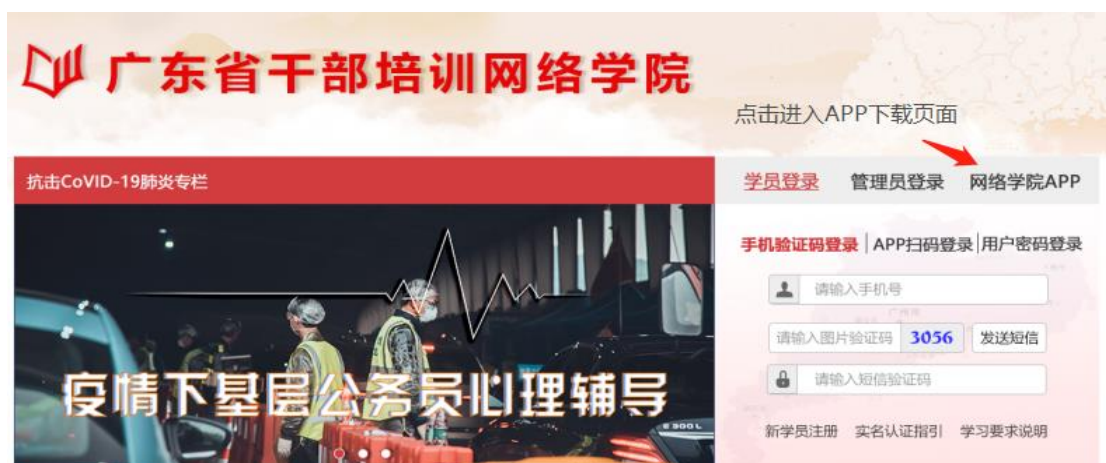 广东省干部培训网络学院
点击进入APP下载页面
抗击CoVID-19肺炎专栏
学员登录 管理员登录 网络学院APP
手机验证码登录 APP扫码登录 用户密码登录
请输入手机号
请输入图片验证码 3056 发送短信
请输入短信验证码
疫情下基层公务员心理辅导
E 300 L
新学员注册 实名认证指引 学习要求说明